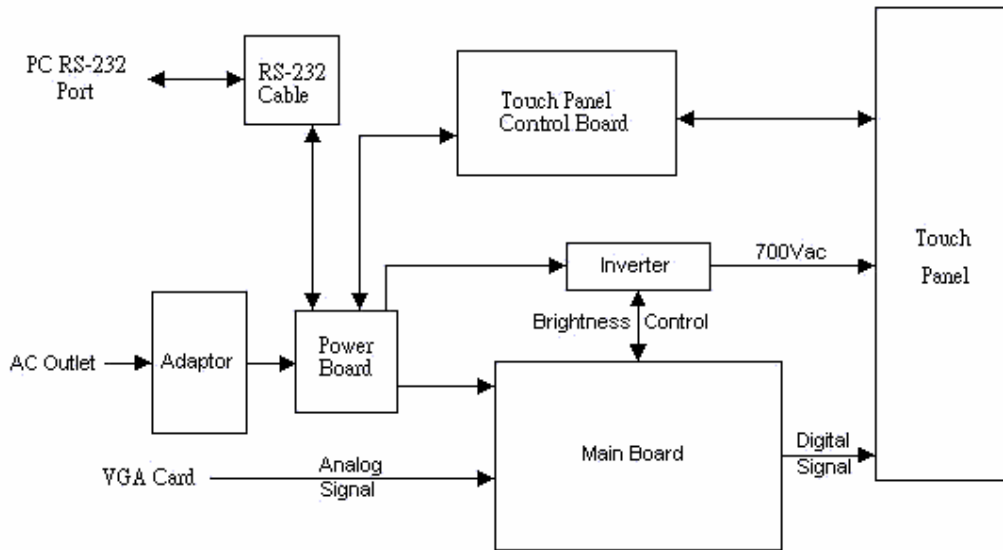 PC RS-232
Port
RS-232
Cable
Touch Panel
Control Board
Touch
Panel
Inverter
700Vac
Brightness Control
AC Outlet
Adaptor
Power
Board
Main Board
Digital
Signal
VGA Card
Analog
Signal